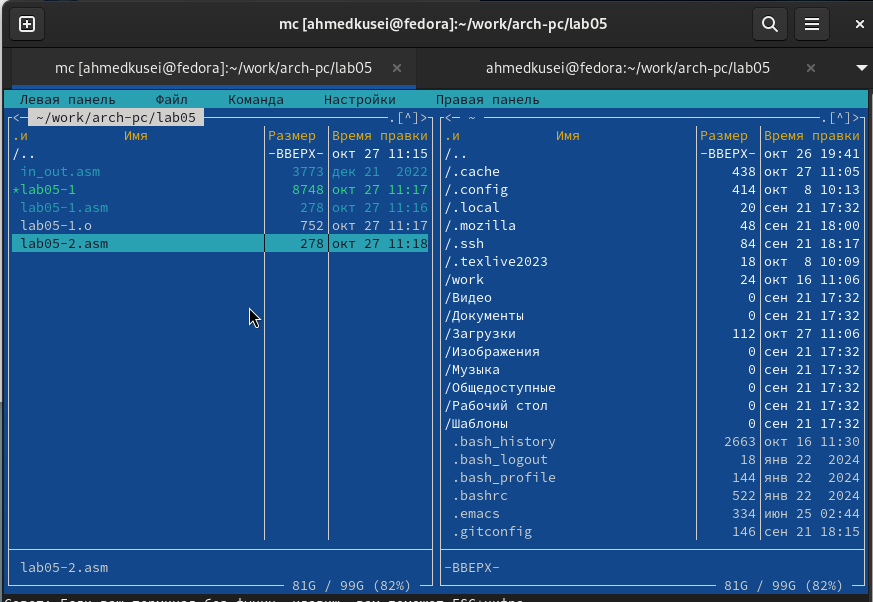 mc [ahmedkusei@fedora]:~/work/arch-pc/lab05
mc [ahmedkusei@fedora]:~/work/arch-pc/lab05 × ahmedkusei@fedora:~/work/arch-pc/lab05 ×
Левая панель Файл Команда Настройки Правая панель
<─ ~/work/arch-pc/lab05 .[^]>
.и Имя Размер Время правки
/.. -ВВЕРХ- окт 27 11:15
in_out.asm 3773 дек 21 2022
*lab05-1 8748 окт 27 11:17
lab05-1.asm 278 окт 27 11:16
lab05-1.o 752 окт 27 11:17
lab05-2.asm 278 окт 27 11:18
lab05-2.asm
81G / 99G (82%)
<─ ~ .[^]>
.и Имя Размер Время правки
/.. -ВВЕРХ- окт 26 19:41
/.cache 438 окт 27 11:05
/.config 414 окт 8 10:13
/.local 20 сен 21 17:32
/.mozilla 48 сен 21 18:00
/.ssh 84 сен 21 18:17
/.texlive2023 18 окт 8 10:09
/work 24 окт 16 11:06
/Видео 0 сен 21 17:32
/Документы 0 сен 21 17:32
/Загрузки 112 окт 27 11:06
/Изображения 0 сен 21 17:32
/Музыка 0 сен 21 17:32
/Общедоступные 0 сен 21 17:32
/Рабочий стол 0 сен 21 17:32
/Шаблоны 0 сен 21 17:32
.bash_history 2663 окт 16 11:30
.bash_logout 18 янв 22 2024
.bash_profile 144 янв 22 2024
.bashrc 522 янв 22 2024
.emacs 334 июн 25 02:44
.gitconfig 146 сен 21 18:15
-ВВЕРХ-
81G / 99G (82%)